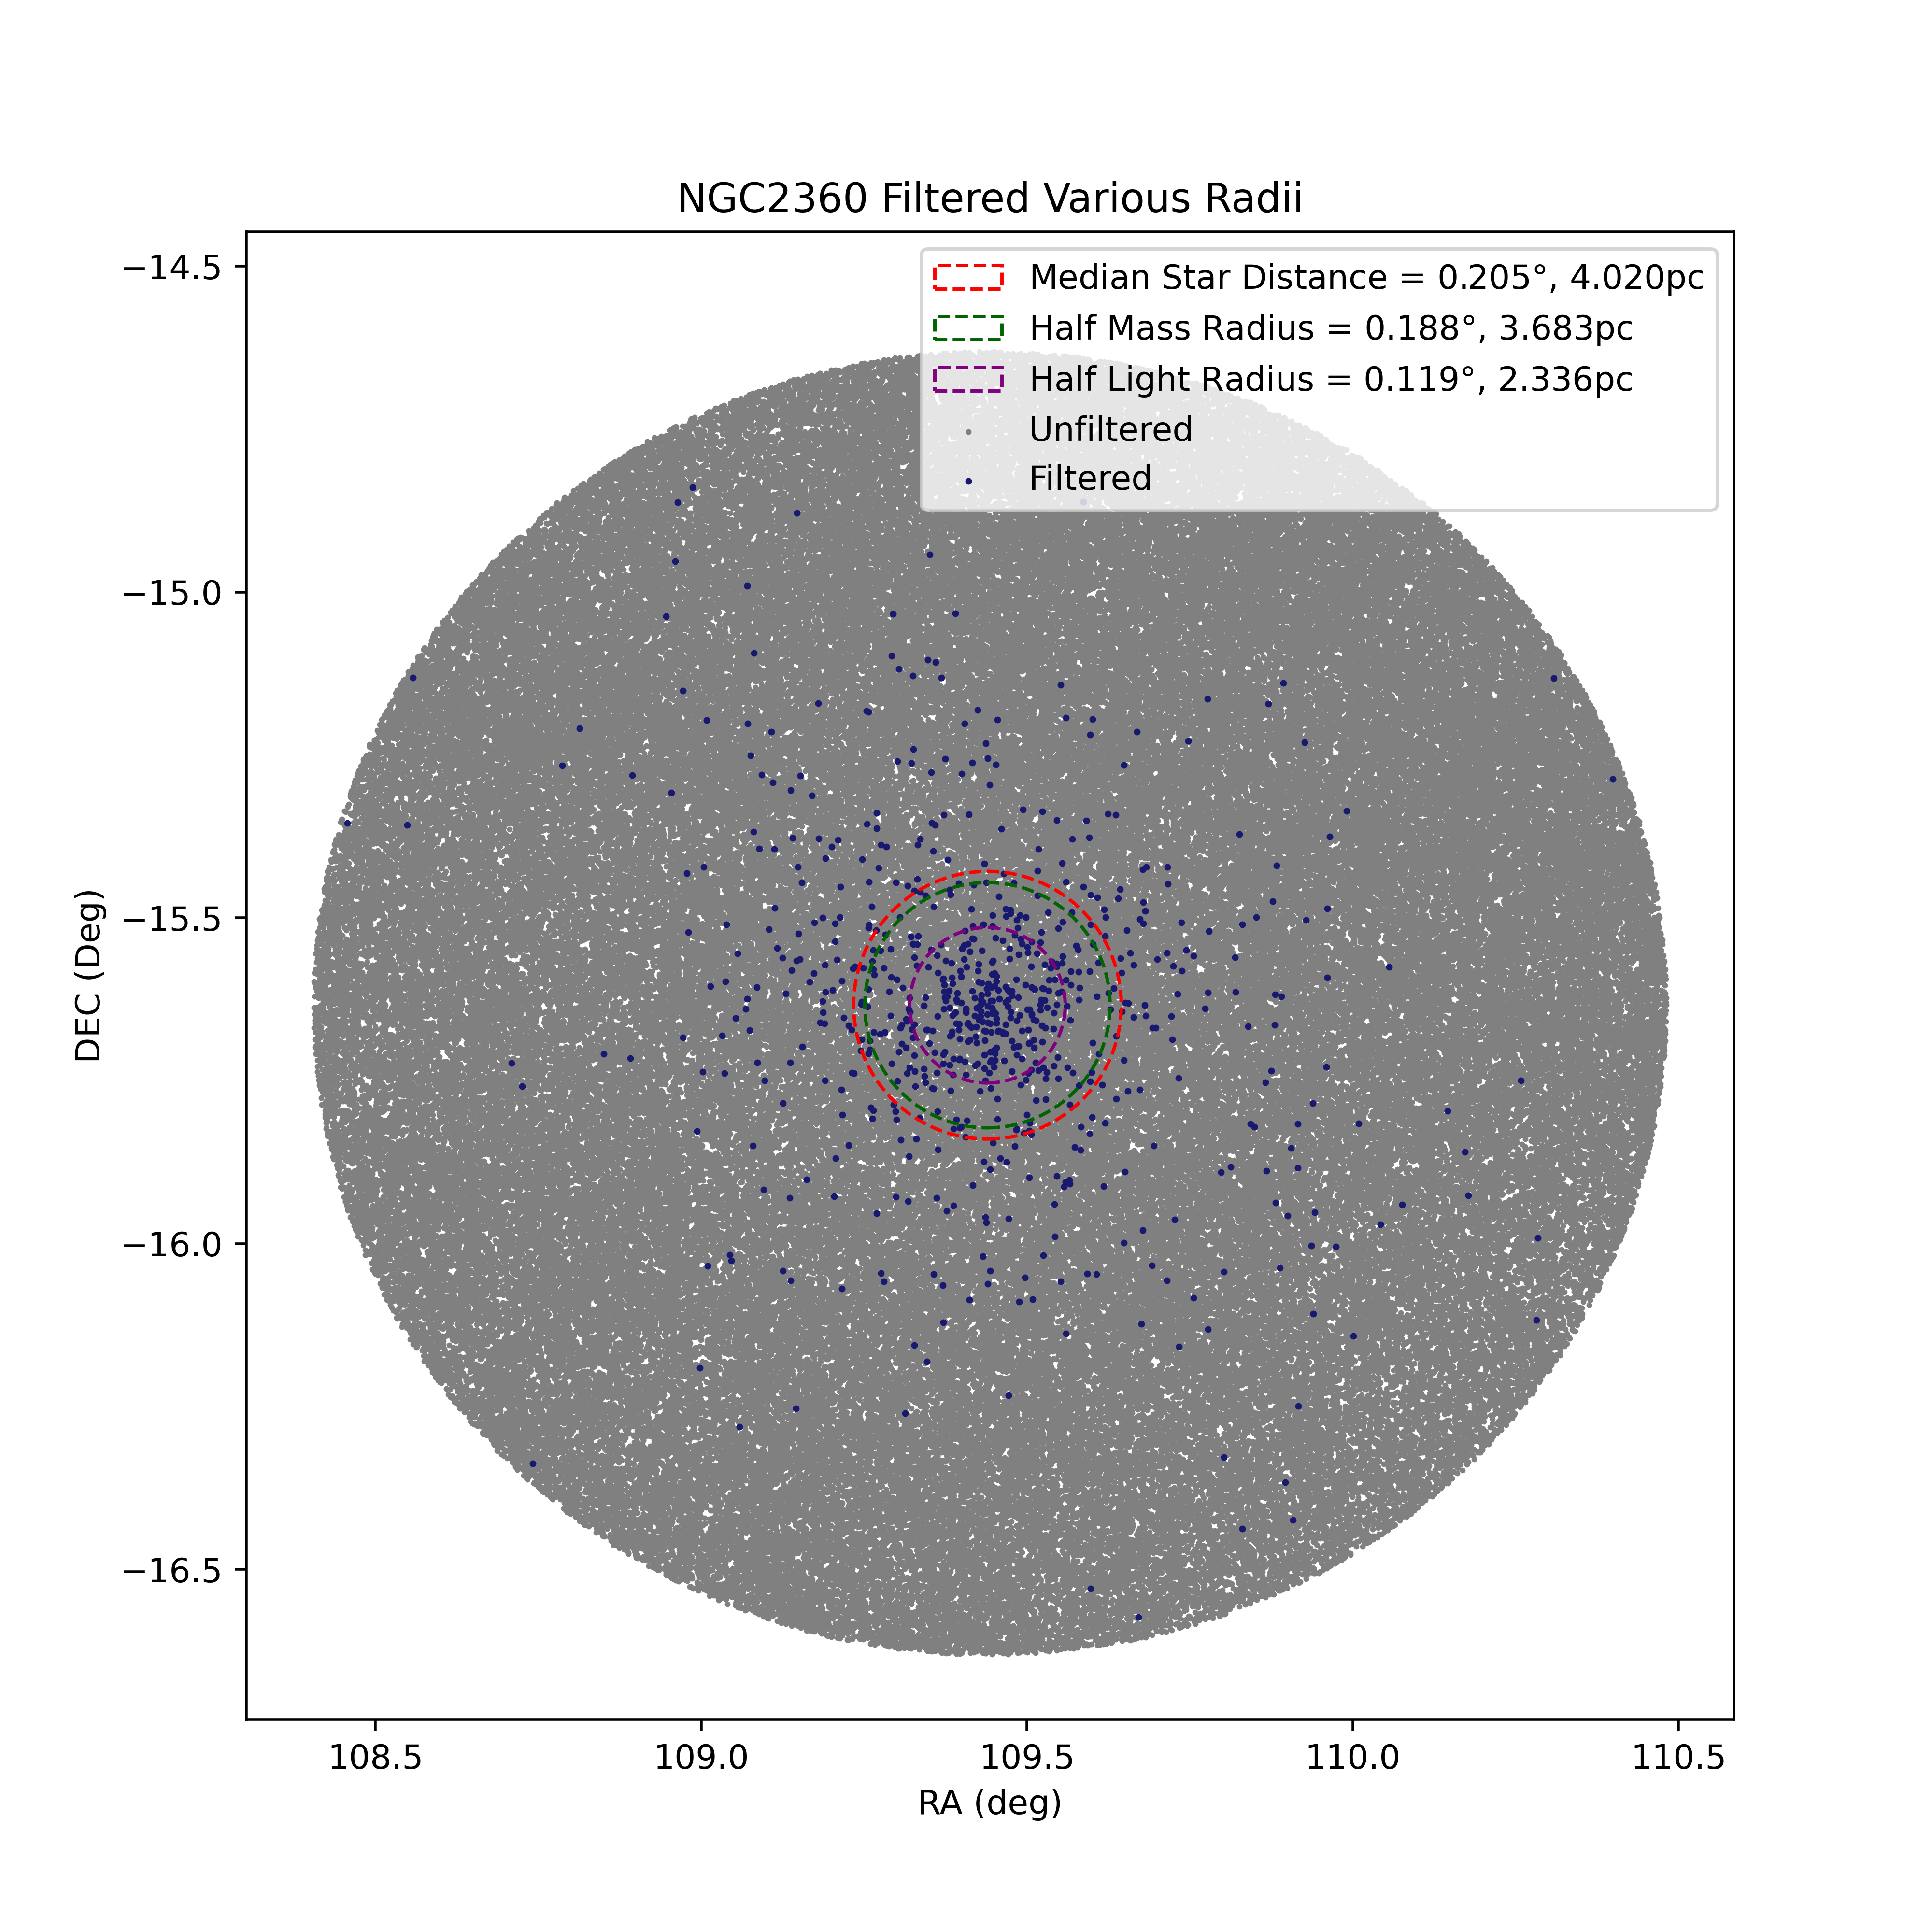 NGC2360 Filtered Various Radii
Median Star Distance = 0.205°, 4.020pc
Half Mass Radius = 0.188°, 3.683pc
Half Light Radius = 0.119°, 2.336pc
Unfiltered
Filtered
−14.5
−15.0
−15.5
−16.0
−16.5
DEC (Deg)
108.5 109.0 109.5 110.0 110.5
RA (deg)